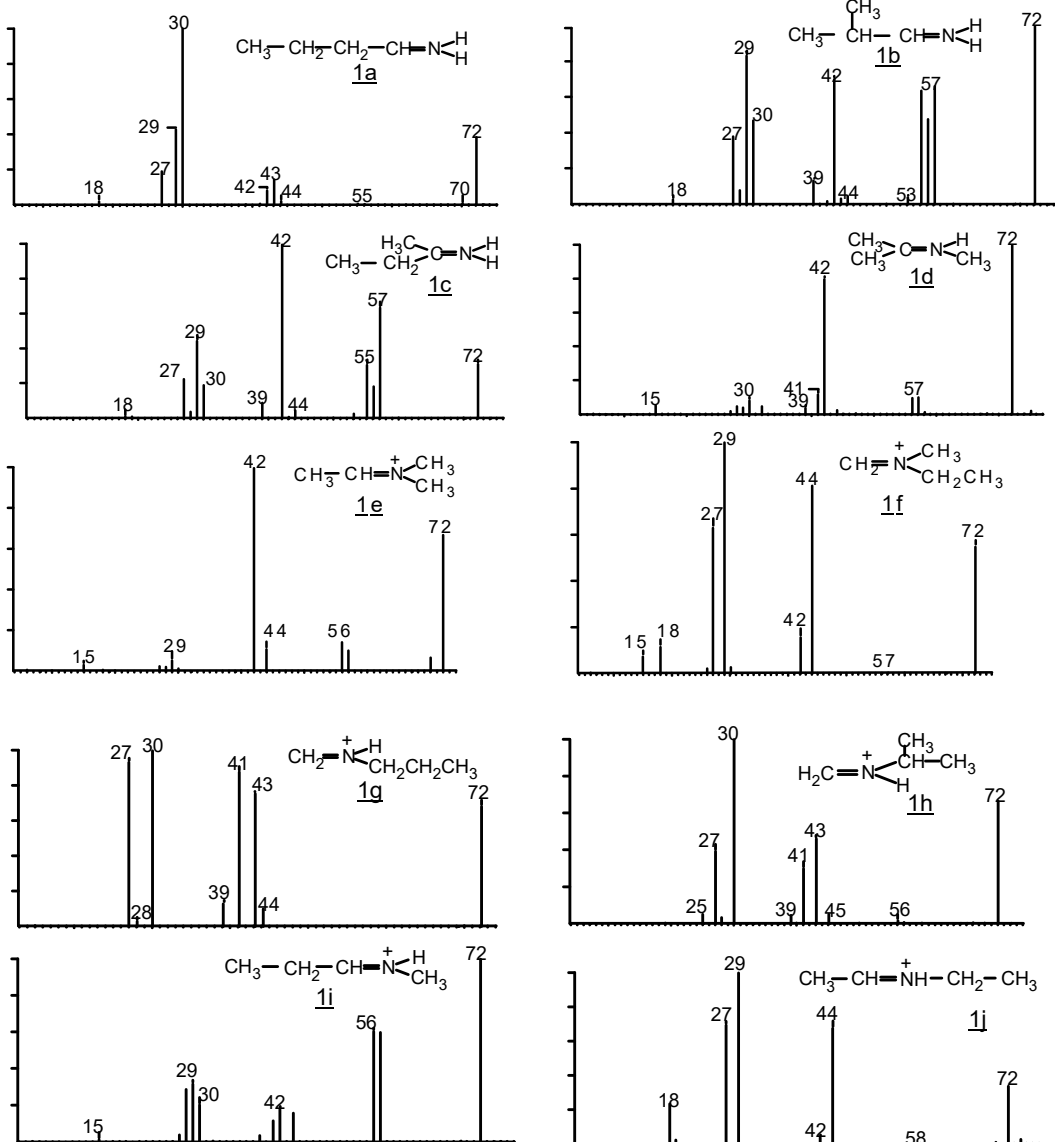 30
CH3—CH2—CH2—CH=N H
H
1a
29
27
18
42
43
44
55
70
72
CH3
CH3—CH—CH=N H
H
1b
72
29
42
57
27
30
39
44
18
53
42
H3C
CH3—CH2 C=N H
H
1c
57
29
55
27
30
39
44
18
72
72
42
CH3
CH3 C=N H
CH3
1d
15
30
41
39
57
42
CH3—CH=N+ CH3
CH3
1e
72
15
29
44
56
29
CH2=N+ CH3
CH2CH3
1f
44
27
72
42
15
18
57
27
30
CH2=N+ H
CH2CH2CH3
1g
41
43
72
39
28
44
30
CH3
H2C=N+ CH—CH3
H
1h
72
27
43
41
25
39
45
56
CH3—CH2—CH=N+ H
CH3
1i
72
56
29
30
42
15
29
CH3—CH=N+H—CH2—CH3
1j
27
44
72
18
42
58